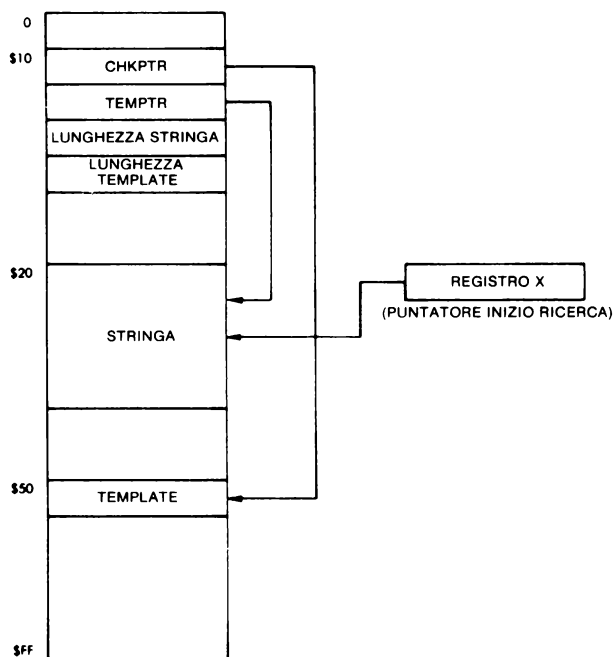 0
$10
CHKPTR
TEMPTR
LUNGHEZZA STRINGA
LUNGHEZZA
TEMPLATE
$20
REGISTRO X
(PUNTATORE INIZIO RICERCA)
STRINGA
$50
TEMPLATE
$FF